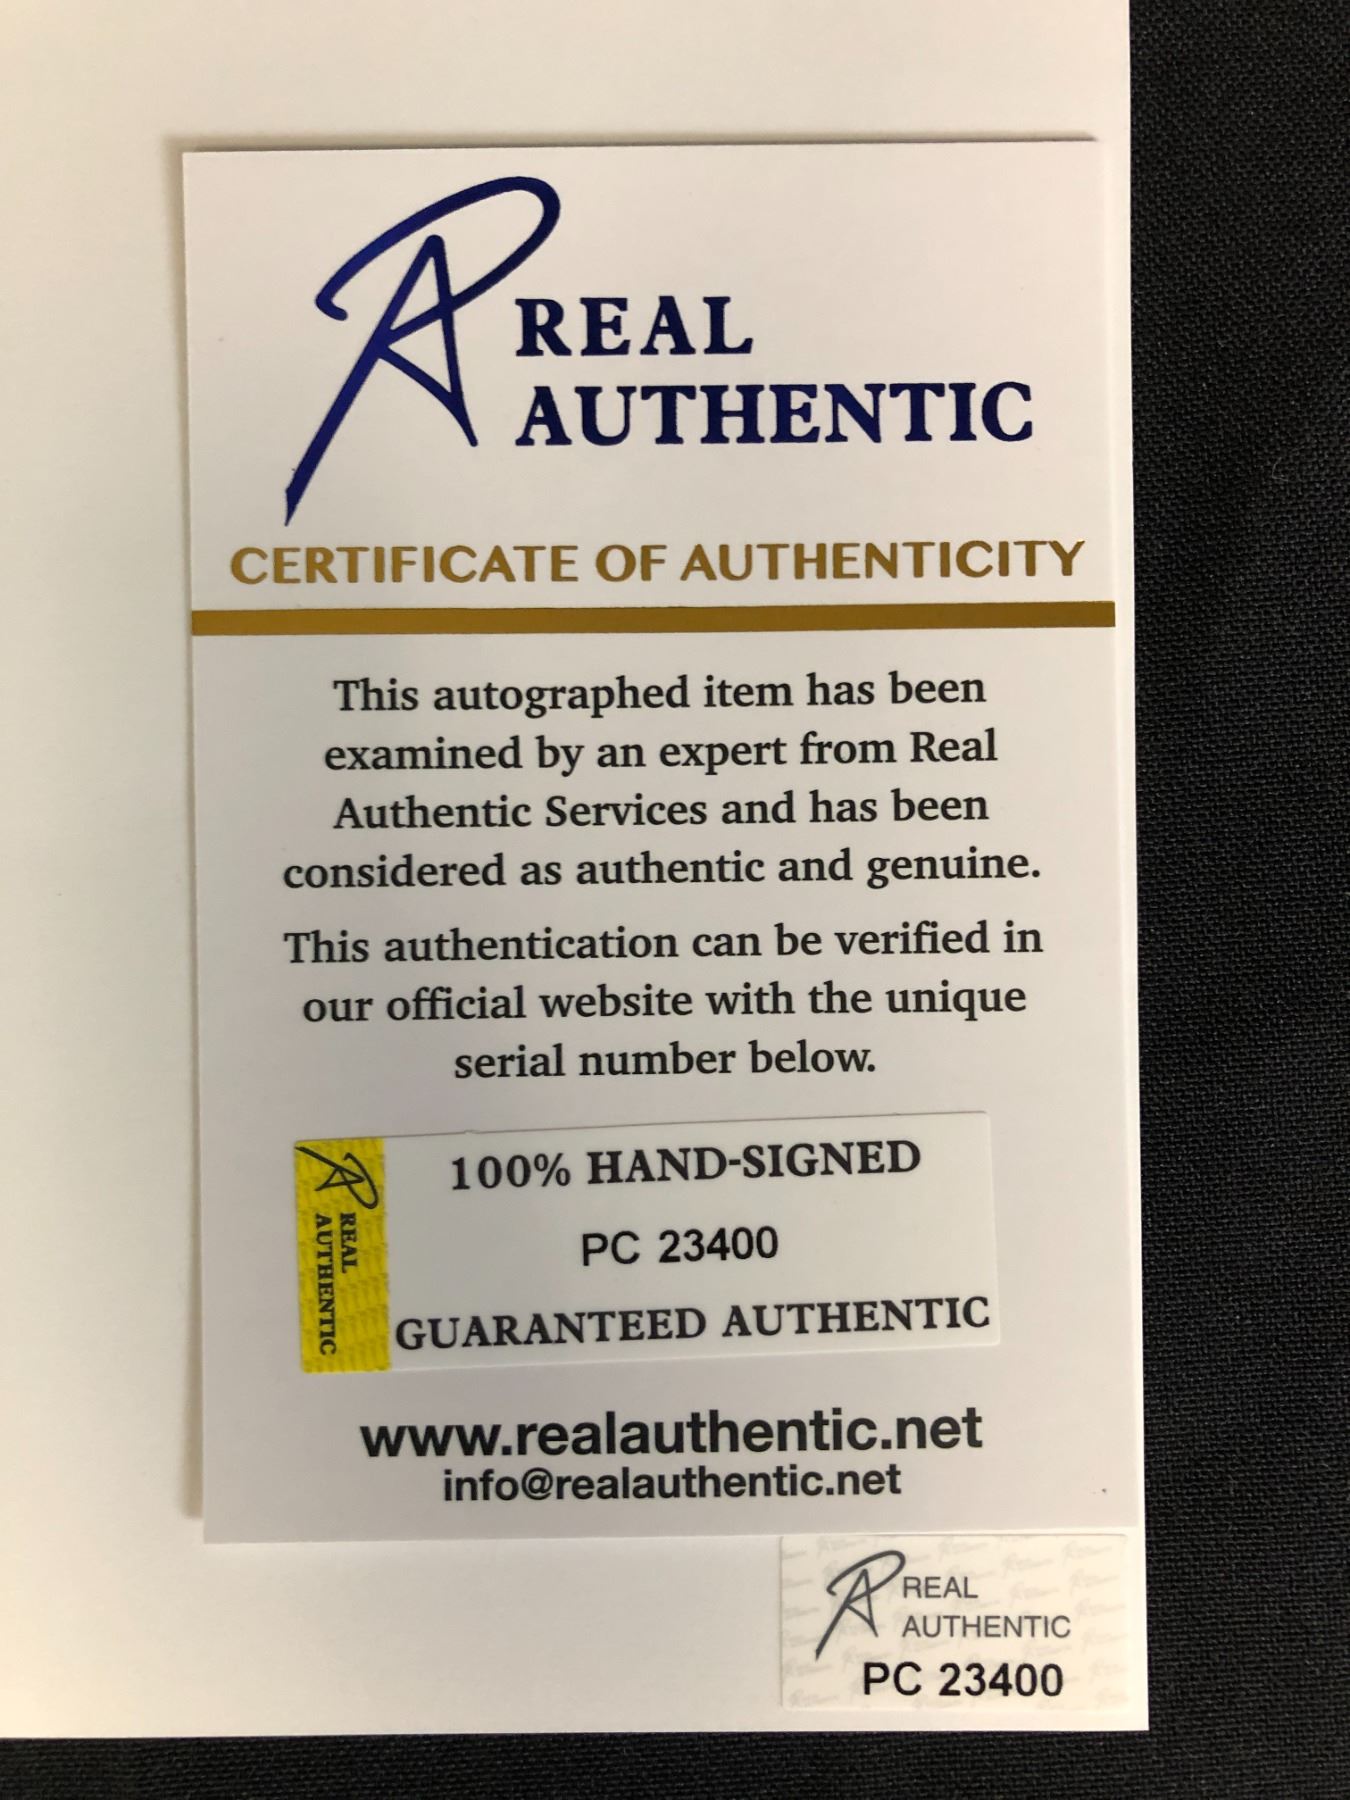 REAL
AUTHENTIC
CERTIFICATE OF AUTHENTICITY
This autographed item has been
examined by an expert from Real
Authentic Services and has been
considered as authentic and genuine.
This authentication can be verified in
our official website with the unique
serial number below.
REAL
AUTHENTIC
100% HAND-SIGNED
PC 23400
GUARANTEED AUTHENTIC
www.realauthentic.net
info@realauthentic.net
REAL
AUTHENTIC
PC 23400